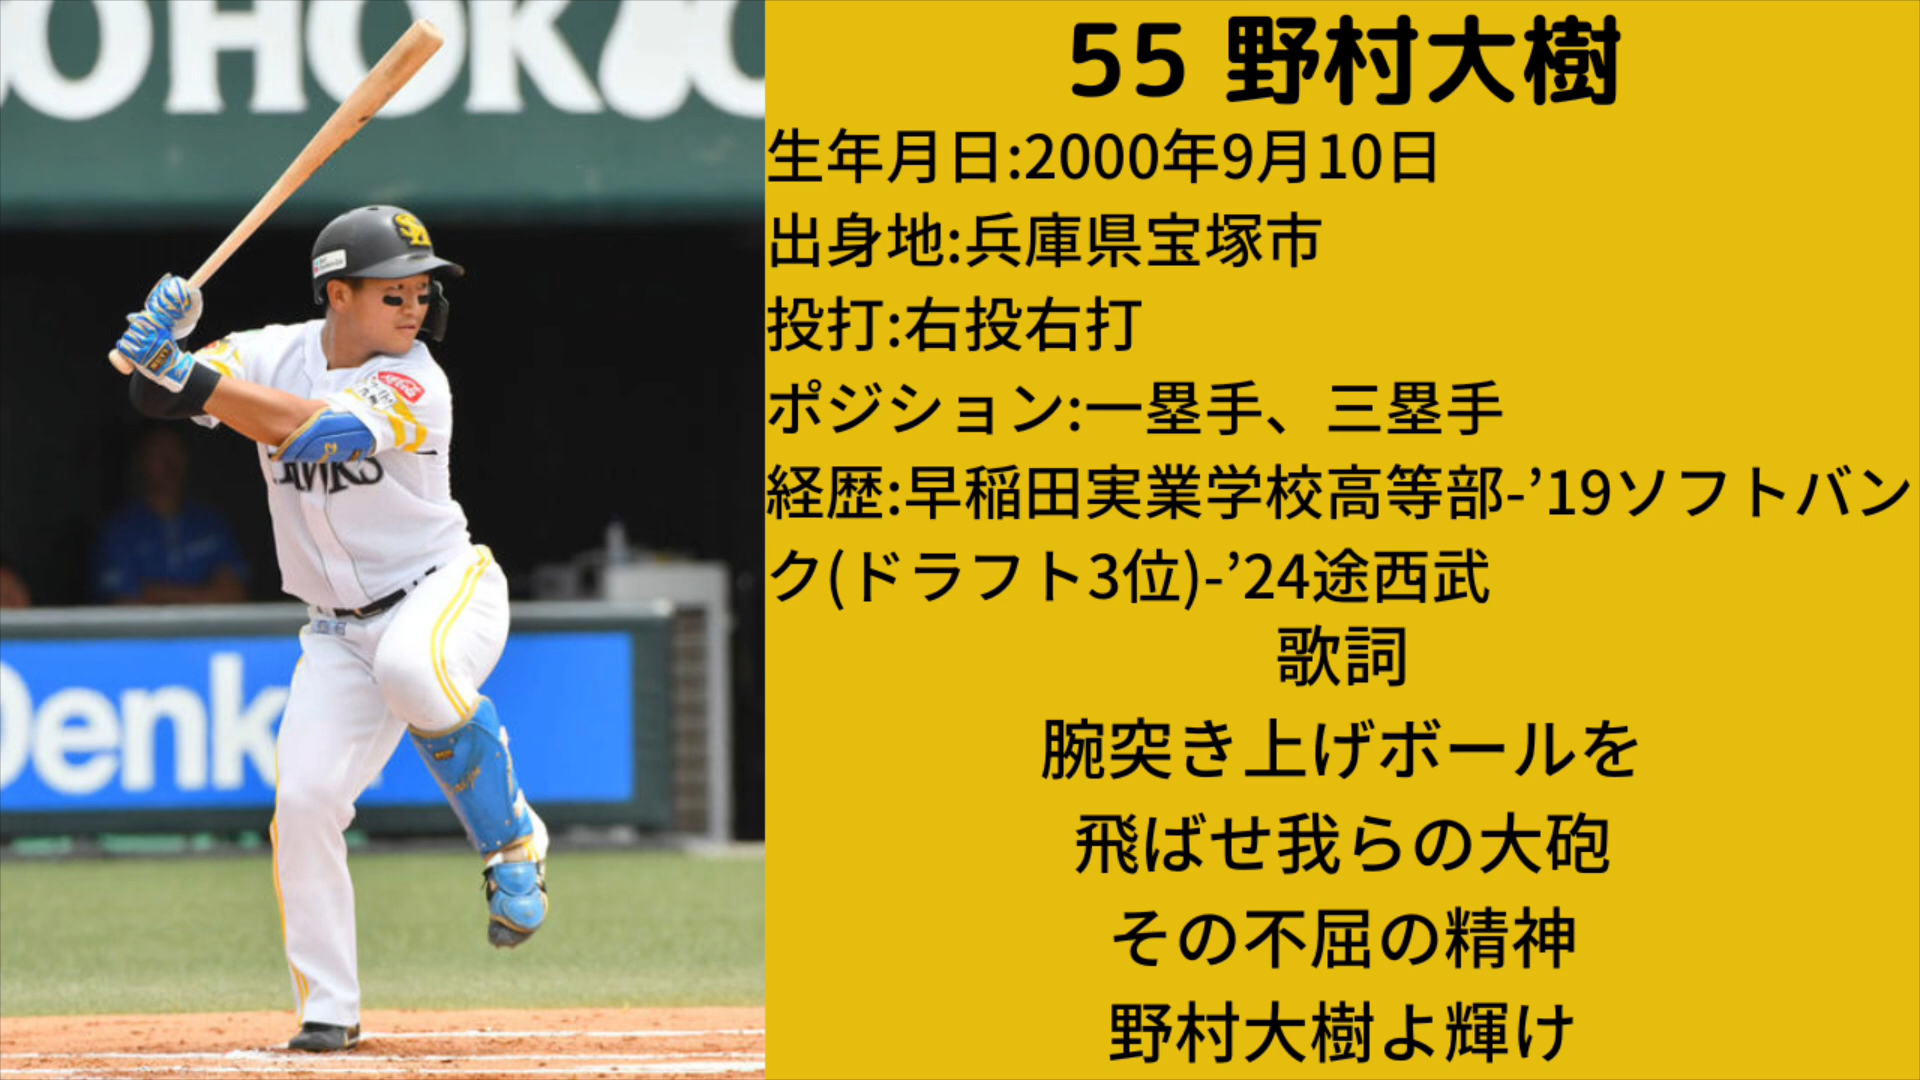 OHOK
55 野村大樹
生年月日:2000年9月10日
出身地:兵庫県宝塚市
投打:右投右打
ポジション:一塁手、三塁手
経歴:早稲田実業学校高等部-’19ソフトバン
ク(ドラフト3位)-’24途西武
歌詞
腕突き上げボールを
飛ばせ我らの大砲
その不屈の精神
野村大樹よ輝け
HAWKS
Denk